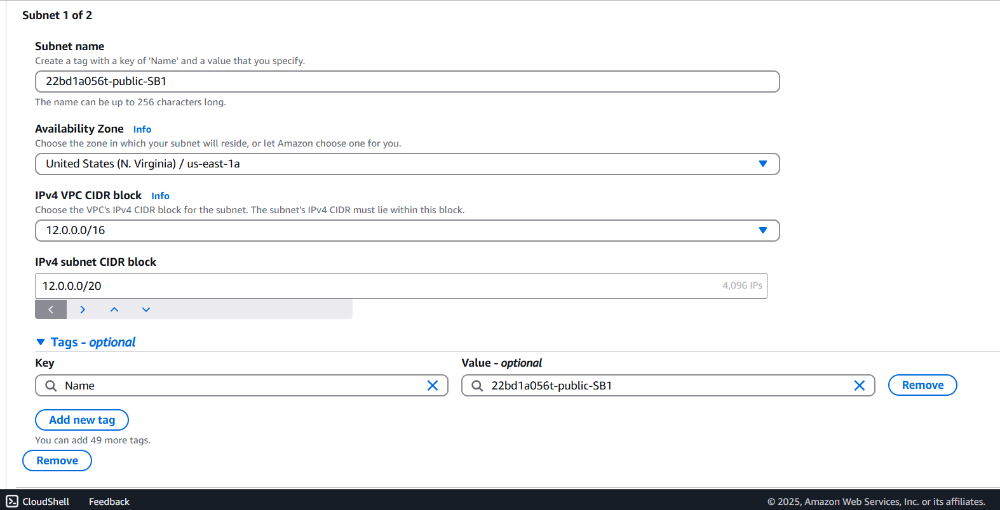 Subnet 1 of 2
Subnet name
Create a tag with a key of 'Name' and a value that you specify.
22bd1a056t-public-SB1
The name can be up to 256 characters long.
Availability Zone Info
Choose the zone in which your subnet will reside, or let Amazon choose one for you.
United States (N. Virginia) / us-east-1a
IPv4 VPC CIDR block Info
Choose the VPC's IPv4 CIDR block for the subnet. The subnet's IPv4 CIDR must lie within this block.
12.0.0.0/16
IPv4 subnet CIDR block
12.0.0.0/20 4,096 IPs
Tags - optional
Key Value - optional
Name 22bd1a056t-public-SB1 Remove
Add new tag
You can add 49 more tags.
Remove
CloudShell Feedback © 2025, Amazon Web Services, Inc. or its affiliates.